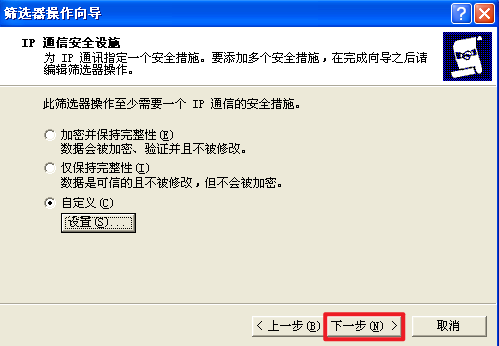 筛选器操作向导
IP 通信安全设施
为 IP 通讯指定一个安全措施。要添加多个安全措施，在完成向导之后请
编辑筛选器操作。
此筛选器操作至少需要一个 IP 通信的安全措施。
加密并保持完整性(E)
数据会被加密、验证并且不被修改。
仅保持完整性(I)
数据是可信的且不被修改，但不会被加密。
自定义(C)
设置(S)...
< 上一步(B) 下一步(N) > 取消